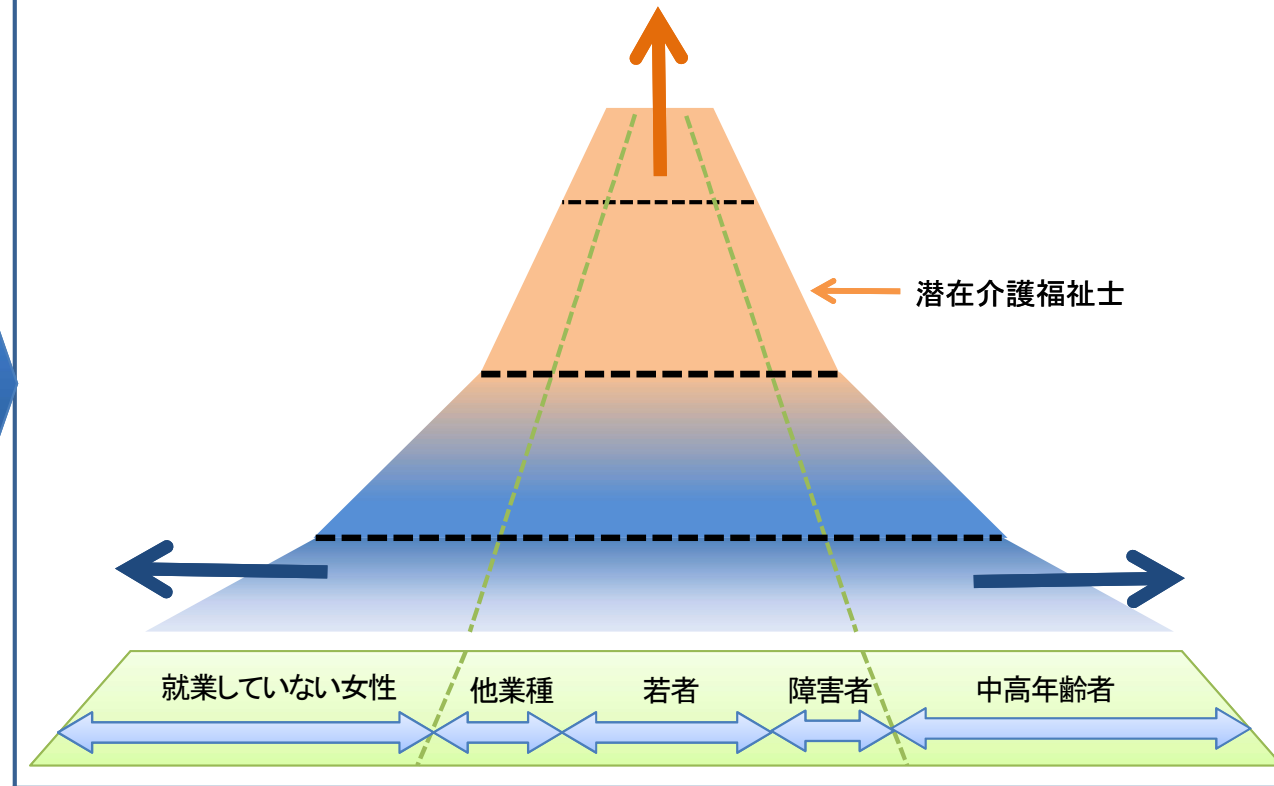 潜在介護福祉士
就業していない女性
他業種
若者
障害者
中高年齢者